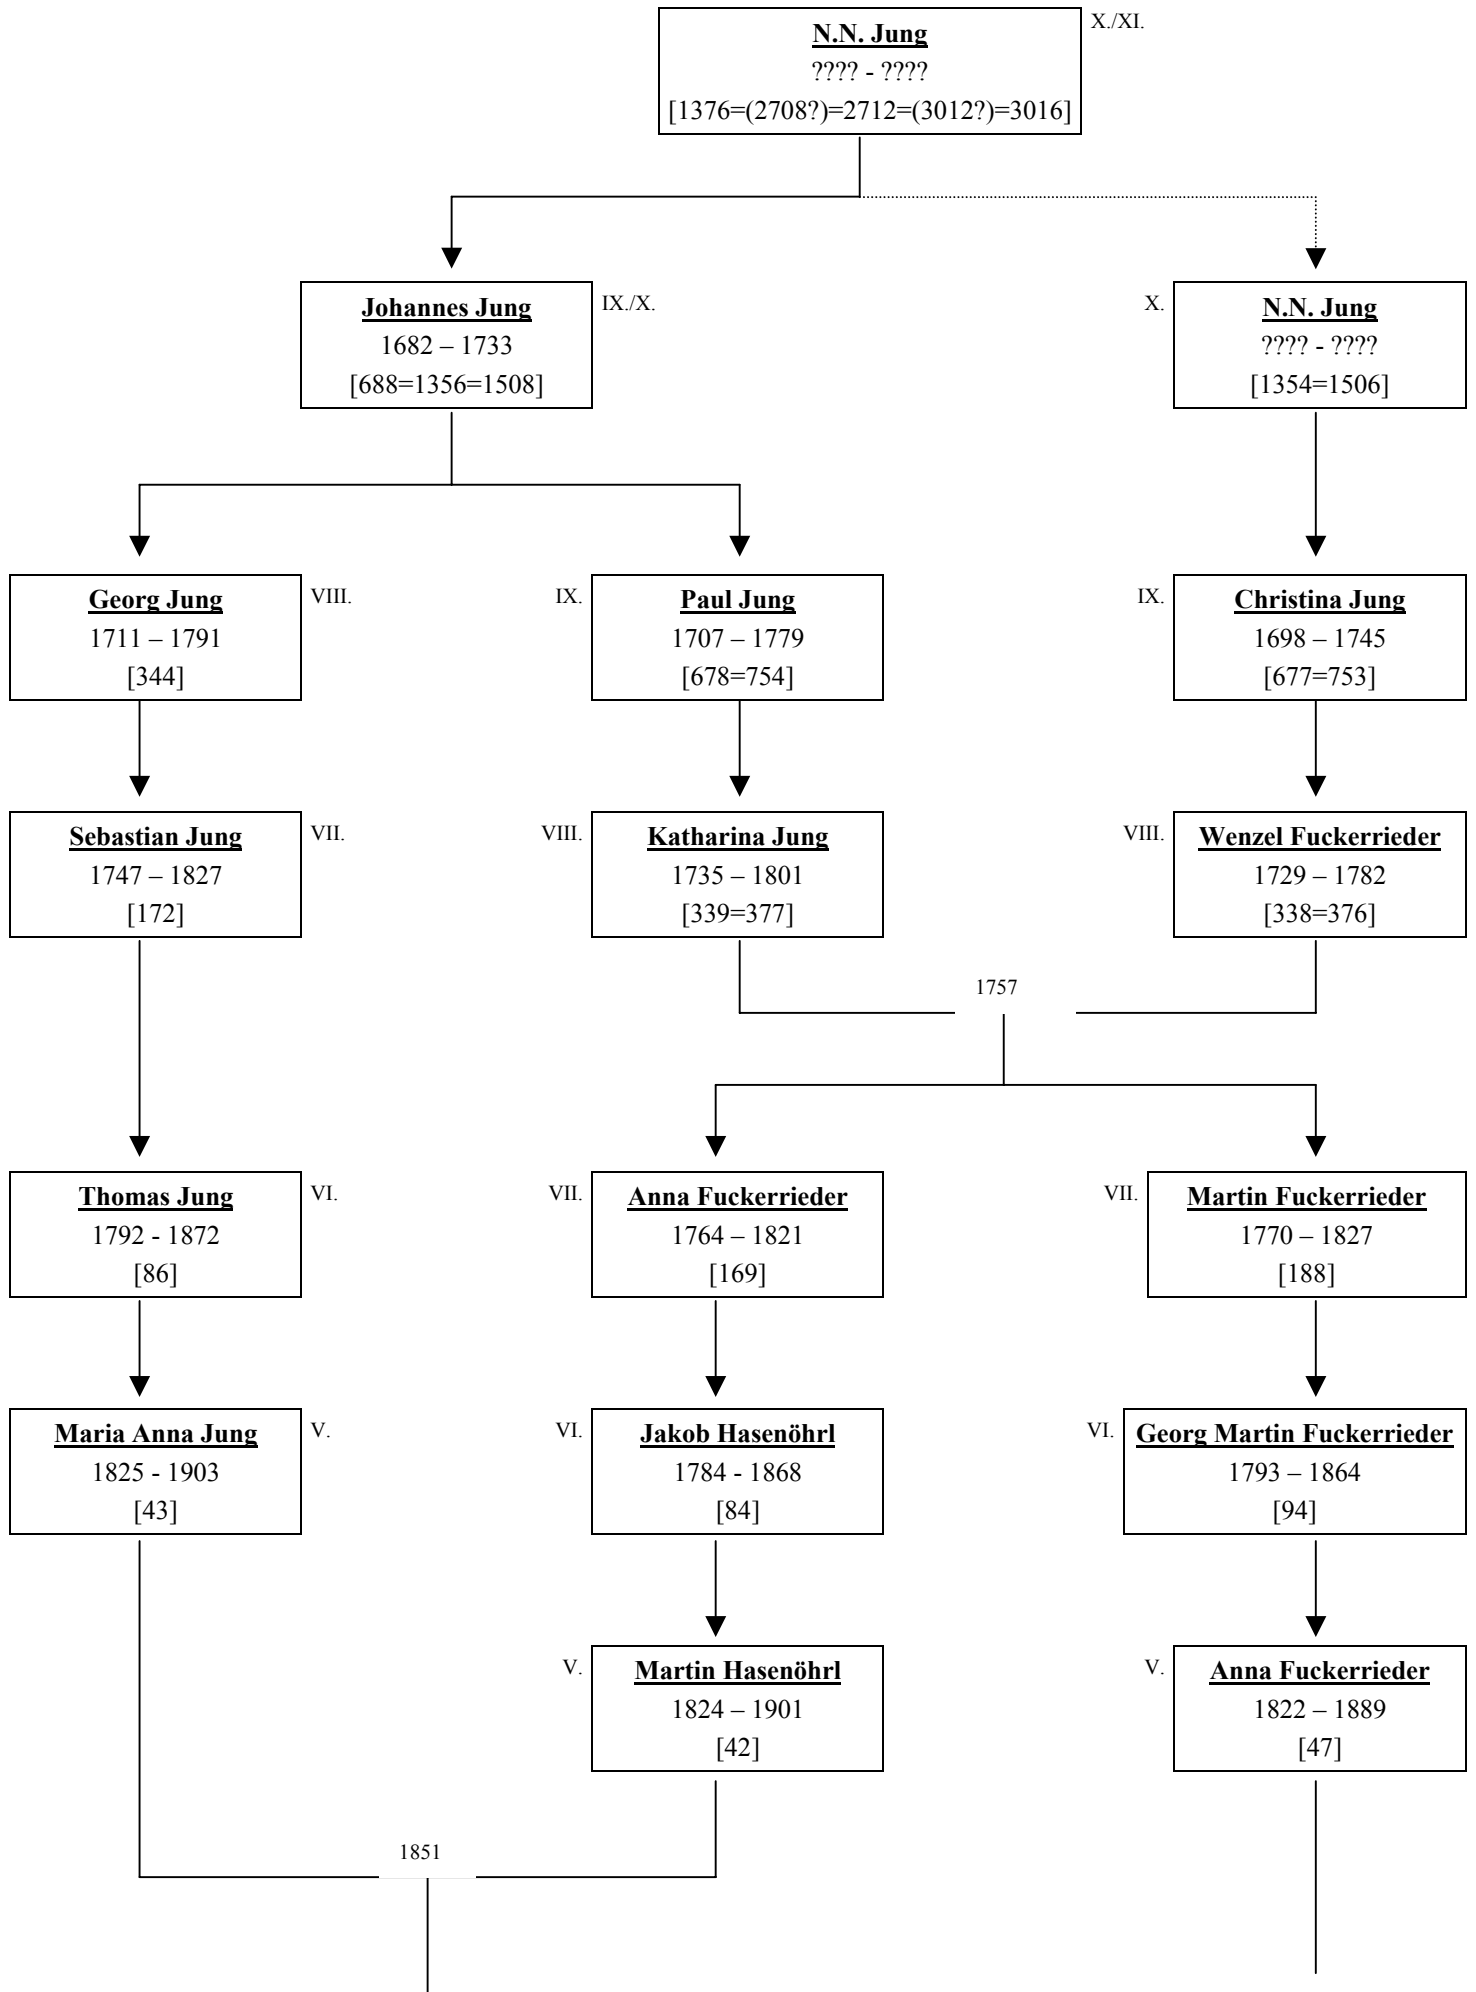 N.N. Jung
???? - ????
[1376=(2708?)=2712=(3012?)=3016]
X./XI.
Johannes Jung
1682 – 1733
[688=1356=1508]
IX./X.
X.
N.N. Jung
???? - ????
[1354=1506]
Georg Jung
1711 – 1791
[344]
VIII.
IX.
Paul Jung
1707 – 1779
[678=754]
IX.
Christina Jung
1698 – 1745
[677=753]
Sebastian Jung
1747 – 1827
[172]
VII.
VIII.
Katharina Jung
1735 – 1801
[339=377]
VIII.
Wenzel Fuckerrieder
1729 – 1782
[338=376]
1757
Thomas Jung
1792 - 1872
[86]
VI.
VII.
Anna Fuckerrieder
1764 – 1821
[169]
VII.
Martin Fuckerrieder
1770 – 1827
[188]
Maria Anna Jung
1825 - 1903
[43]
V.
VI.
Jakob Hasenöhrl
1784 - 1868
[84]
VI.
Georg Martin Fuckerrieder
1793 – 1864
[94]
V.
Martin Hasenöhrl
1824 – 1901
[42]
V.
Anna Fuckerrieder
1822 – 1889
[47]
1851